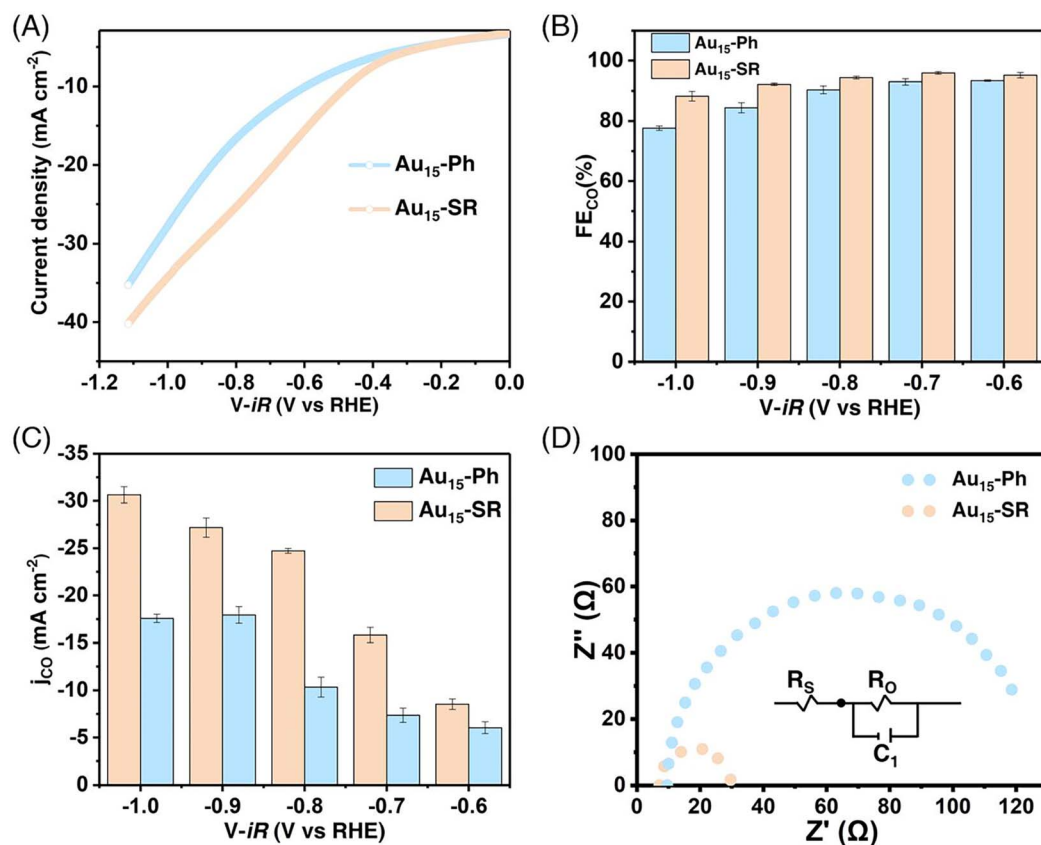 (A)
Current density (mA cm⁻²)
-10
-20
-30
-40
-1.2 -1.0 -0.8 -0.6 -0.4 -0.2 0.0
V-iR (V vs RHE)
Au₁₅-Ph
Au₁₅-SR
(B)
FE_CO(%)
100
80
60
40
20
0
-1.0 -0.9 -0.8 -0.7 -0.6
V-iR (V vs RHE)
Au₁₅-Ph
Au₁₅-SR
(C)
j_CO (mA cm⁻²)
-35
-30
-25
-20
-15
-10
-5
0
-1.0 -0.9 -0.8 -0.7 -0.6
V-iR (V vs RHE)
Au₁₅-Ph
Au₁₅-SR
(D)
Z'' (Ω)
100
80
60
40
20
0
0 20 40 60 80 100 120
Z' (Ω)
Au₁₅-Ph
Au₁₅-SR
R_S R_O
C₁